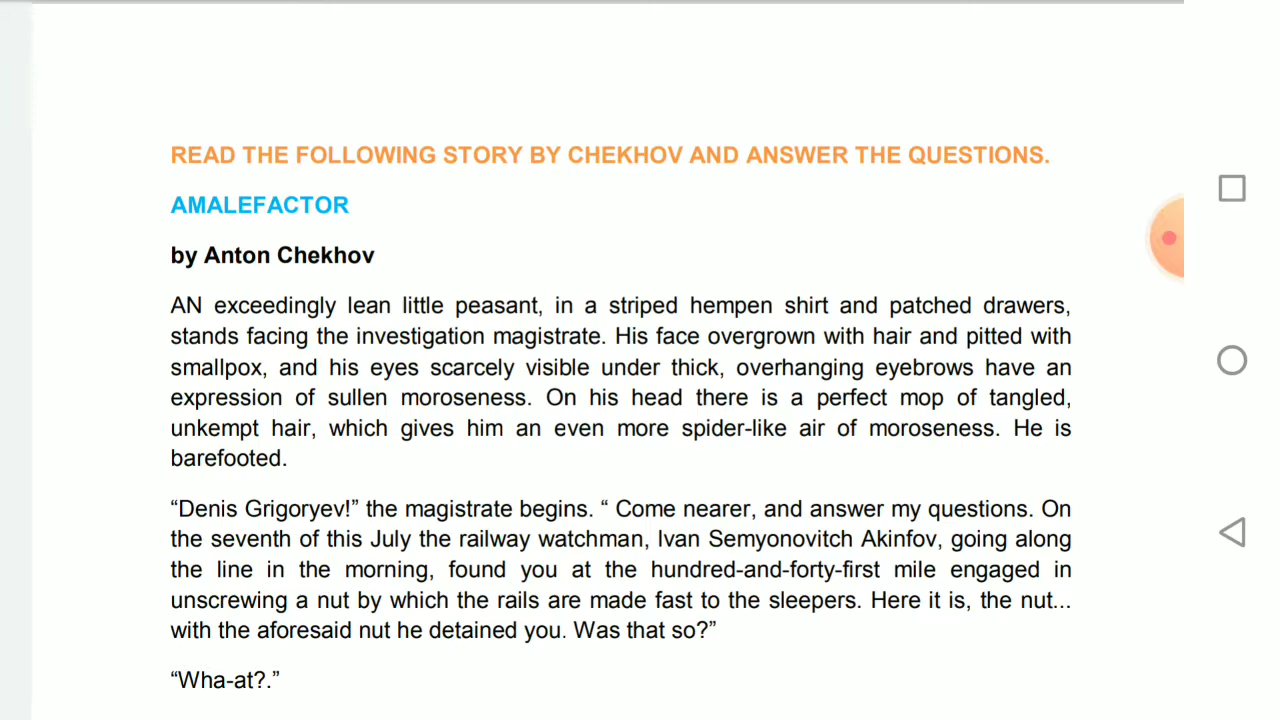 READ THE FOLLOWING STORY BY CHEKHOV AND ANSWER THE QUESTIONS.
AMALEFACTOR
by Anton Chekhov
AN exceedingly lean little peasant, in a striped hempen shirt and patched drawers,
stands facing the investigation magistrate. His face overgrown with hair and pitted with
smallpox, and his eyes scarcely visible under thick, overhanging eyebrows have an
expression of sullen moroseness. On his head there is a perfect mop of tangled,
unkempt hair, which gives him an even more spider-like air of moroseness. He is
barefooted.
“Denis Grigoryev!” the magistrate begins. “ Come nearer, and answer my questions. On
the seventh of this July the railway watchman, Ivan Semyonovitch Akinfov, going along
the line in the morning, found you at the hundred-and-forty-first mile engaged in
unscrewing a nut by which the rails are made fast to the sleepers. Here it is, the nut...
with the aforesaid nut he detained you. Was that so?”
“Wha-at?.”